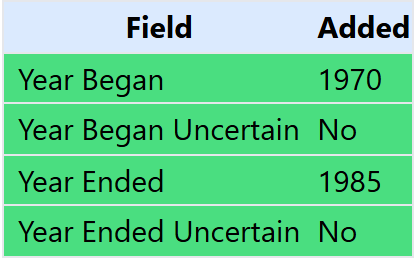 Field Added
Year Began 1970
Year Began Uncertain No
Year Ended 1985
Year Ended Uncertain No